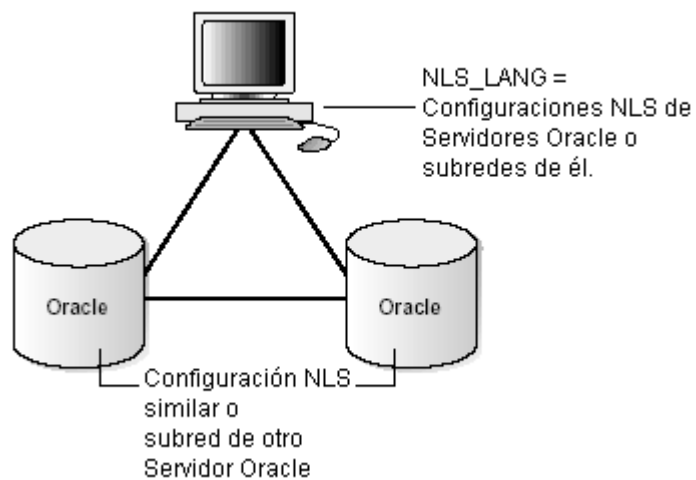 NLS_LANG =
Configuraciones NLS de
Servidores Oracle o
subredes de él.
Oracle
Oracle
Configuración NLS
similar o
subred de otro
Servidor Oracle